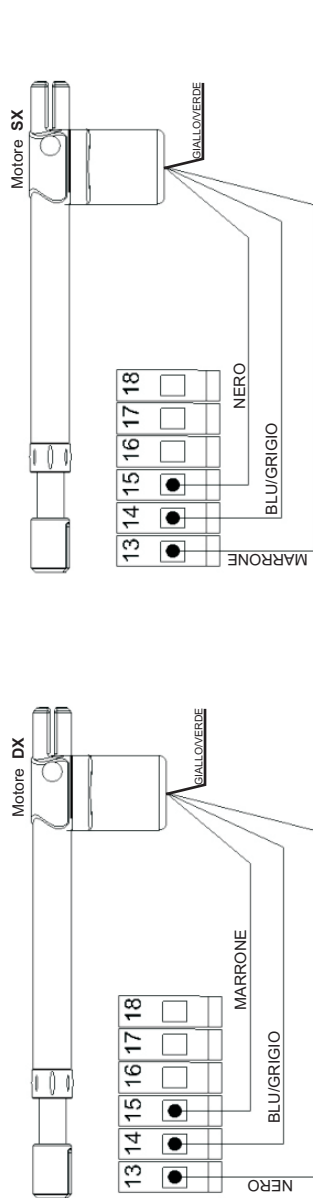 Motore SX
GIALLO/VERDE
13 14 15 16 17 18
NERO
BLU/GRIGIO
MARRONE
Motore DX
GIALLO/VERDE
13 14 15 16 17 18
MARRONE
BLU/GRIGIO
NERO